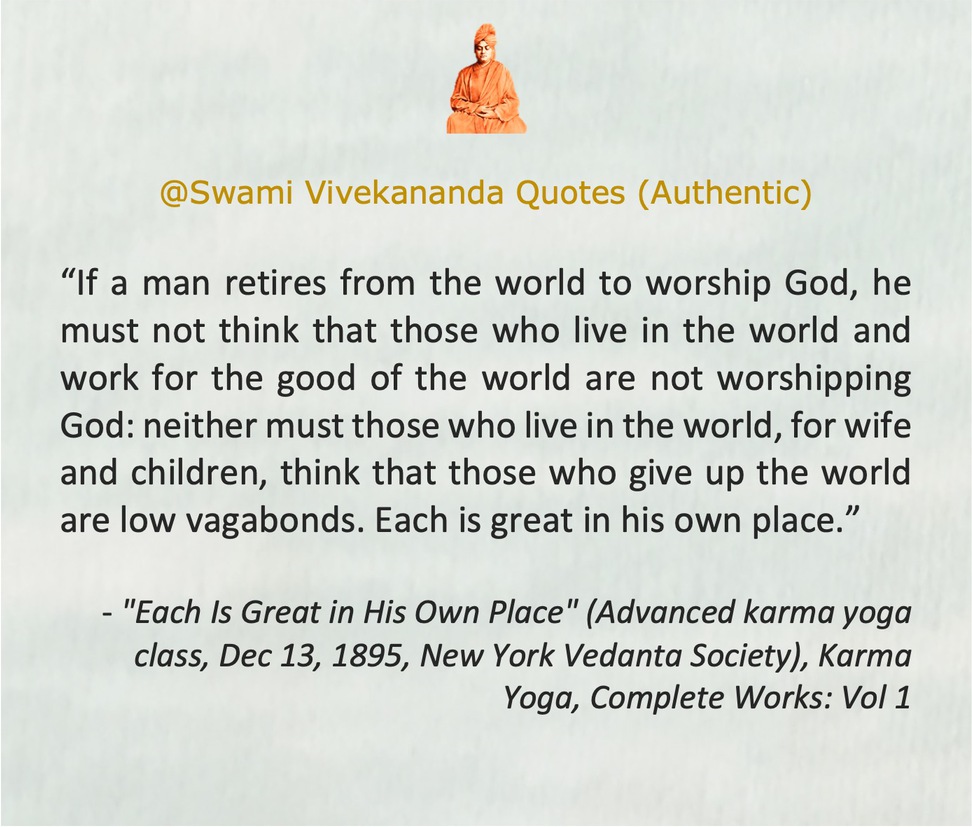 @Swami Vivekananda Quotes (Authentic)
“If a man retires from the world to worship God, he
must not think that those who live in the world and
work for the good of the world are not worshipping
God: neither must those who live in the world, for wife
and children, think that those who give up the world
are low vagabonds. Each is great in his own place.”
- "Each Is Great in His Own Place" (Advanced karma yoga
class, Dec 13, 1895, New York Vedanta Society), Karma
Yoga, Complete Works: Vol 1